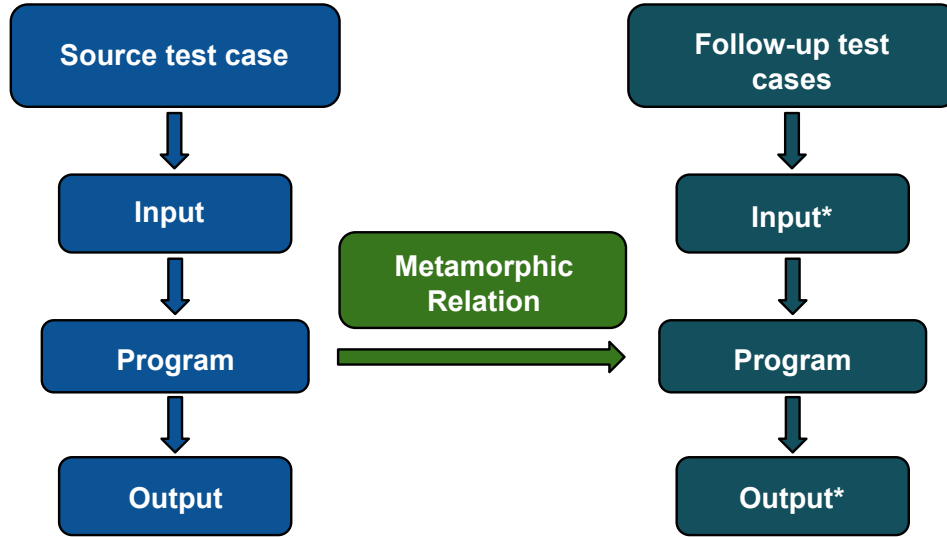 Source test case
Follow-up test
cases
Input
Input*
Metamorphic
Relation
Program
Program
Output
Output*